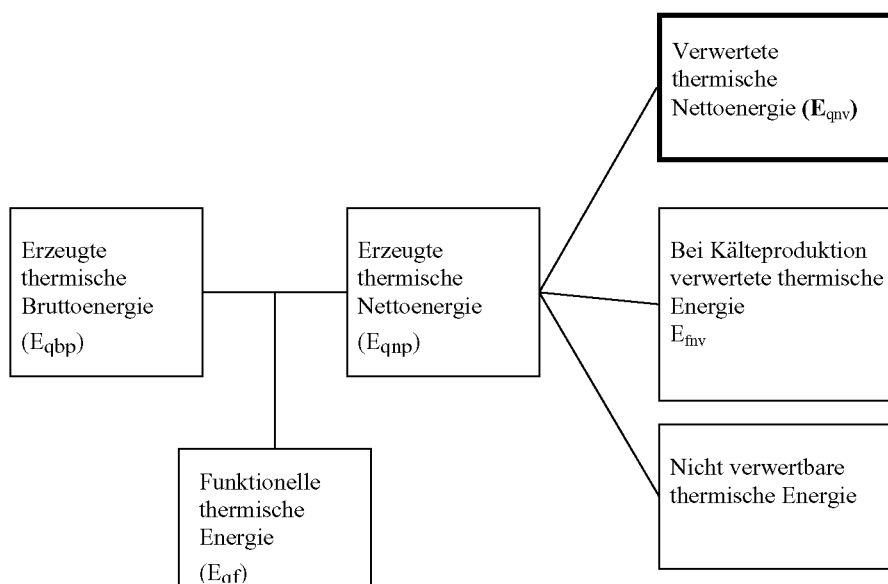 Verwertete
thermische
Nettoenergie (Eqnv)
Erzeugte
thermische
Bruttoenergie
(Eqbp)
Erzeugte
thermische
Nettoenergie
(Eqnp)
Bei Kälteproduktion
verwertete thermische
Energie
Efnv
Funktionelle
thermische
Energie
(Eqf)
Nicht verwertbare
thermische Energie